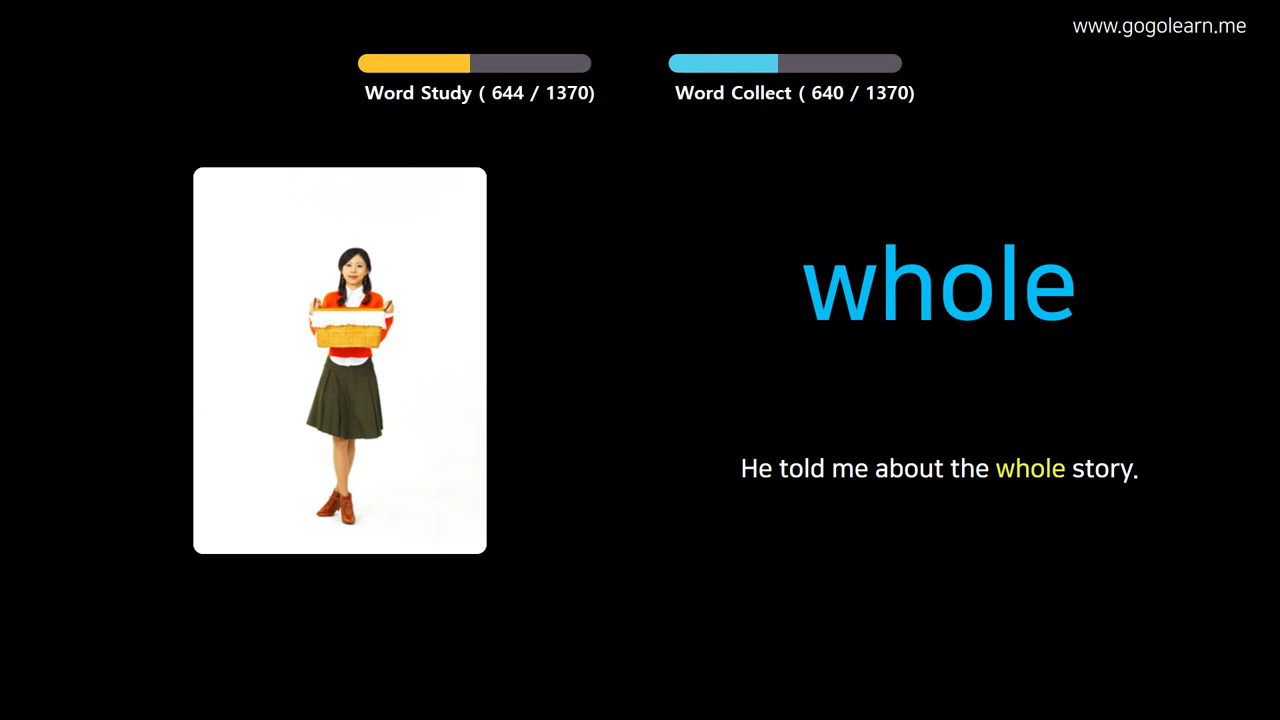 www.gogolearn.me
Word Study ( 644 / 1370)
Word Collect ( 640 / 1370)
whole
He told me about the whole story.